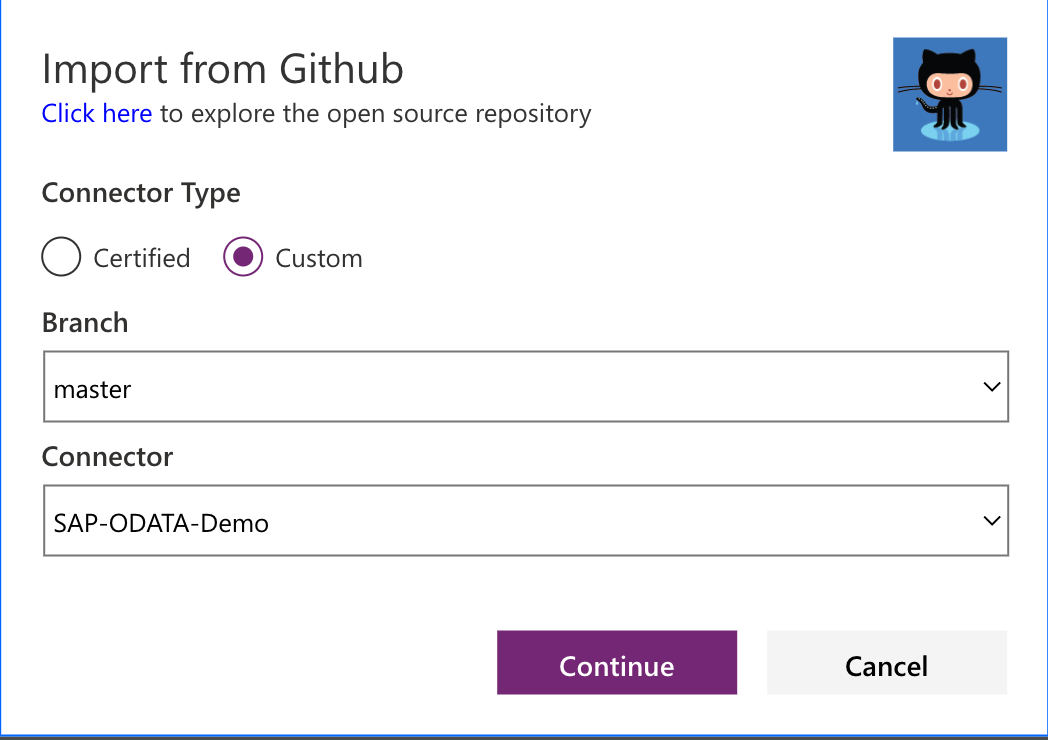 Import from Github
Click here to explore the open source repository
Connector Type
Certified Custom
Branch
master
Connector
SAP-ODATA-Demo
Continue Cancel